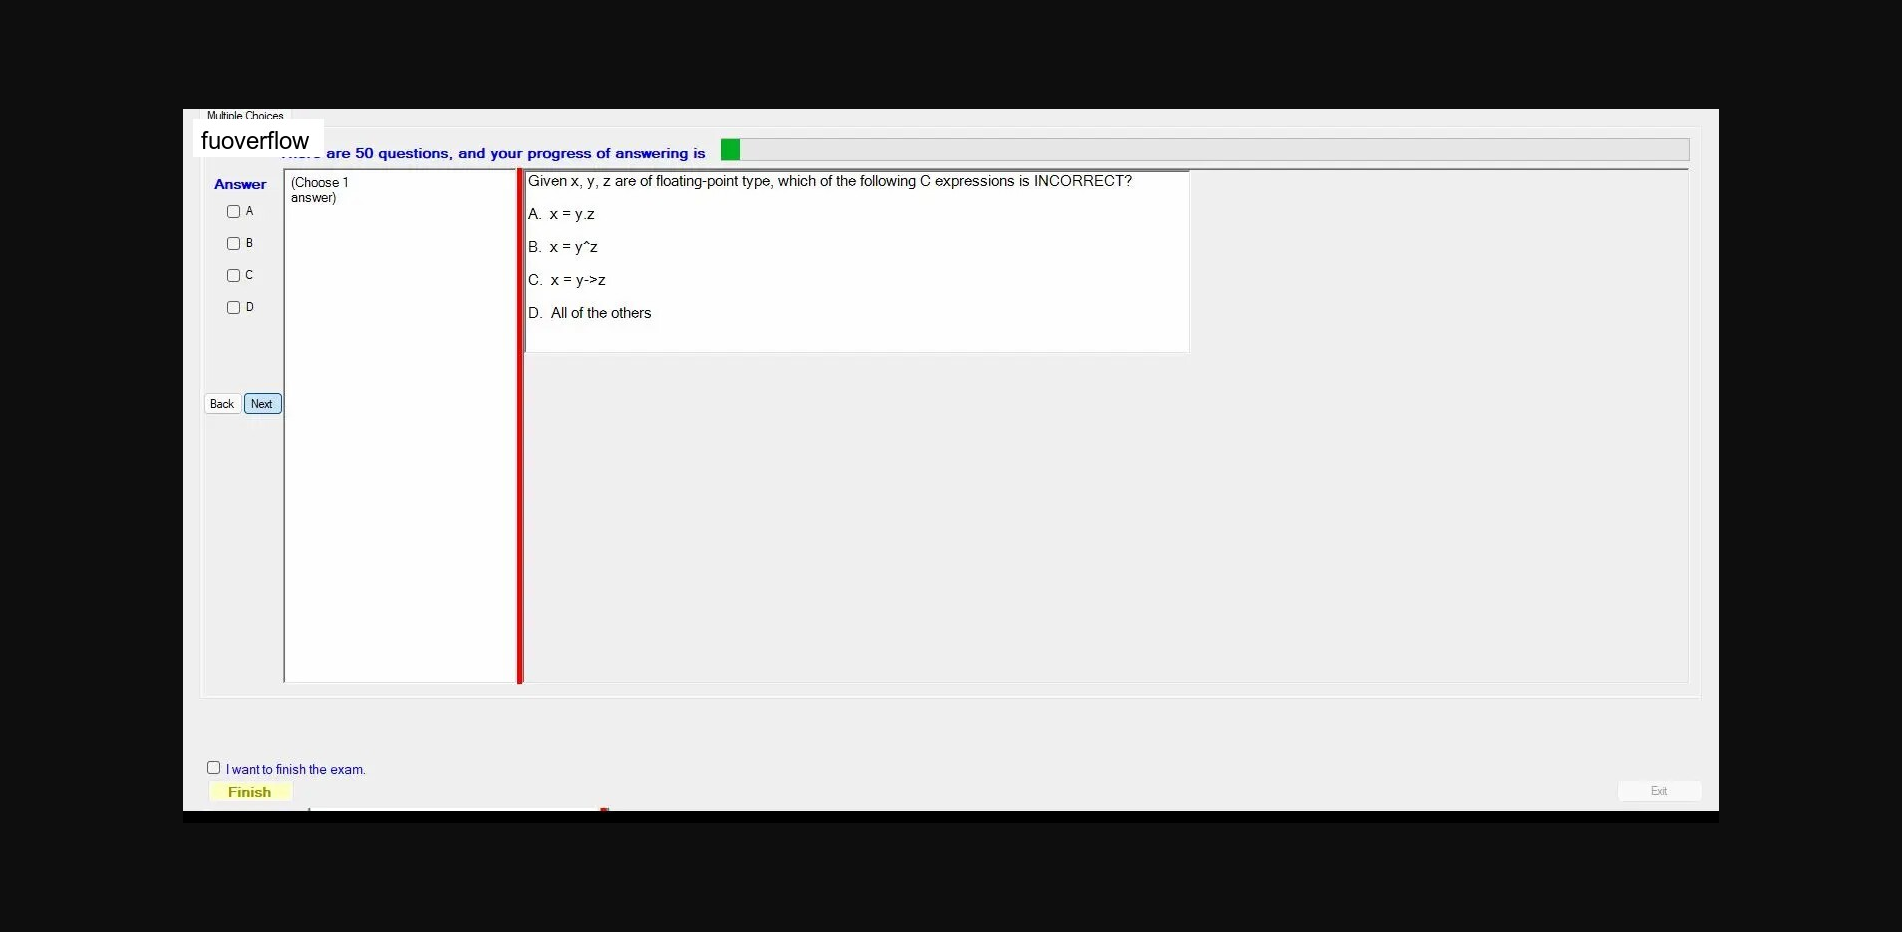 Multiple Choices
fuoverflow
are 50 questions, and your progress of answering is
Answer
(Choose 1
answer)
A
B
C
D
Given x, y, z are of floating-point type, which of the following C expressions is INCORRECT?
A. x = y.z
B. x = y^z
C. x = y->z
D. All of the others
Back
Next
I want to finish the exam.
Finish
Exit